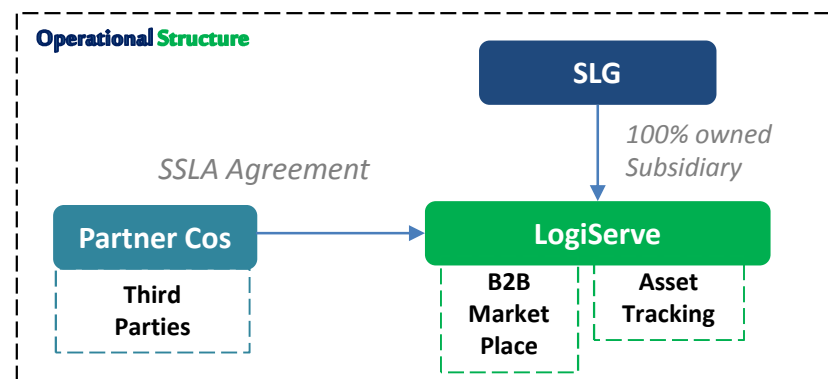 Operational Structure
SLG
100% owned
Subsidiary
SSLA Agreement
Partner Cos
LogiServe
Third
Parties
B2B
Market
Place
Asset
Tracking